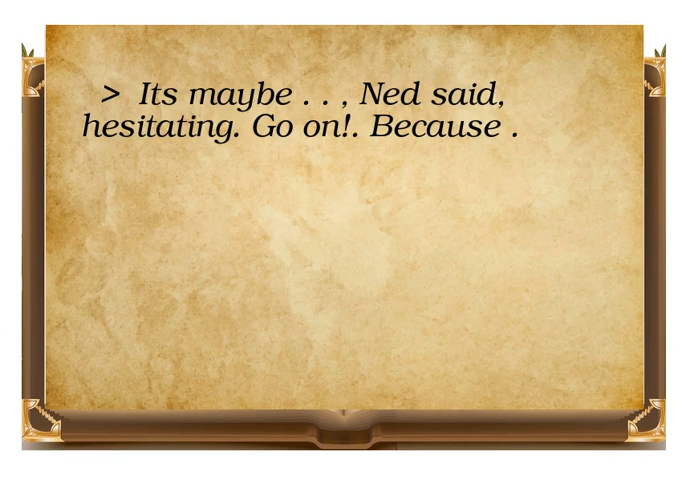 > Its maybe . . , Ned said,
hesitating. Go on!. Because .